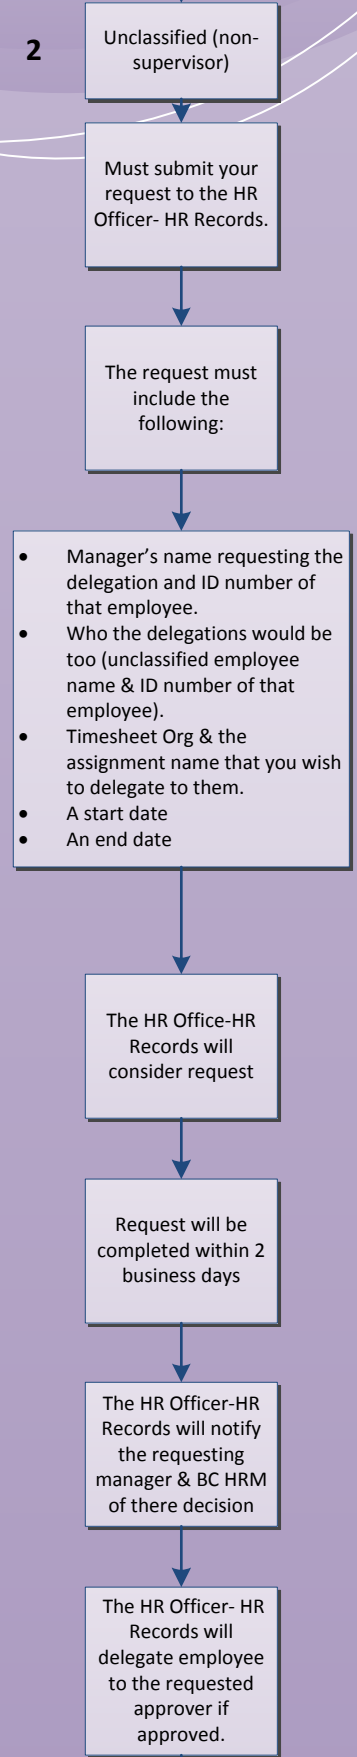 2
Unclassified (non-
supervisor)
Must submit your
request to the HR
Officer- HR Records.
The request must
include the
following:
• Manager’s name requesting the
delegation and ID number of
that employee.
• Who the delegations would be
too (unclassified employee
name & ID number of that
employee).
• Timesheet Org & the
assignment name that you wish
to delegate to them.
• A start date
• An end date
The HR Office-HR
Records will
consider request
Request will be
completed within 2
business days
The HR Officer-HR
Records will notify
the requesting
manager & BC HRM
of there decision
The HR Officer- HR
Records will
delegate employee
to the requested
approver if
approved.